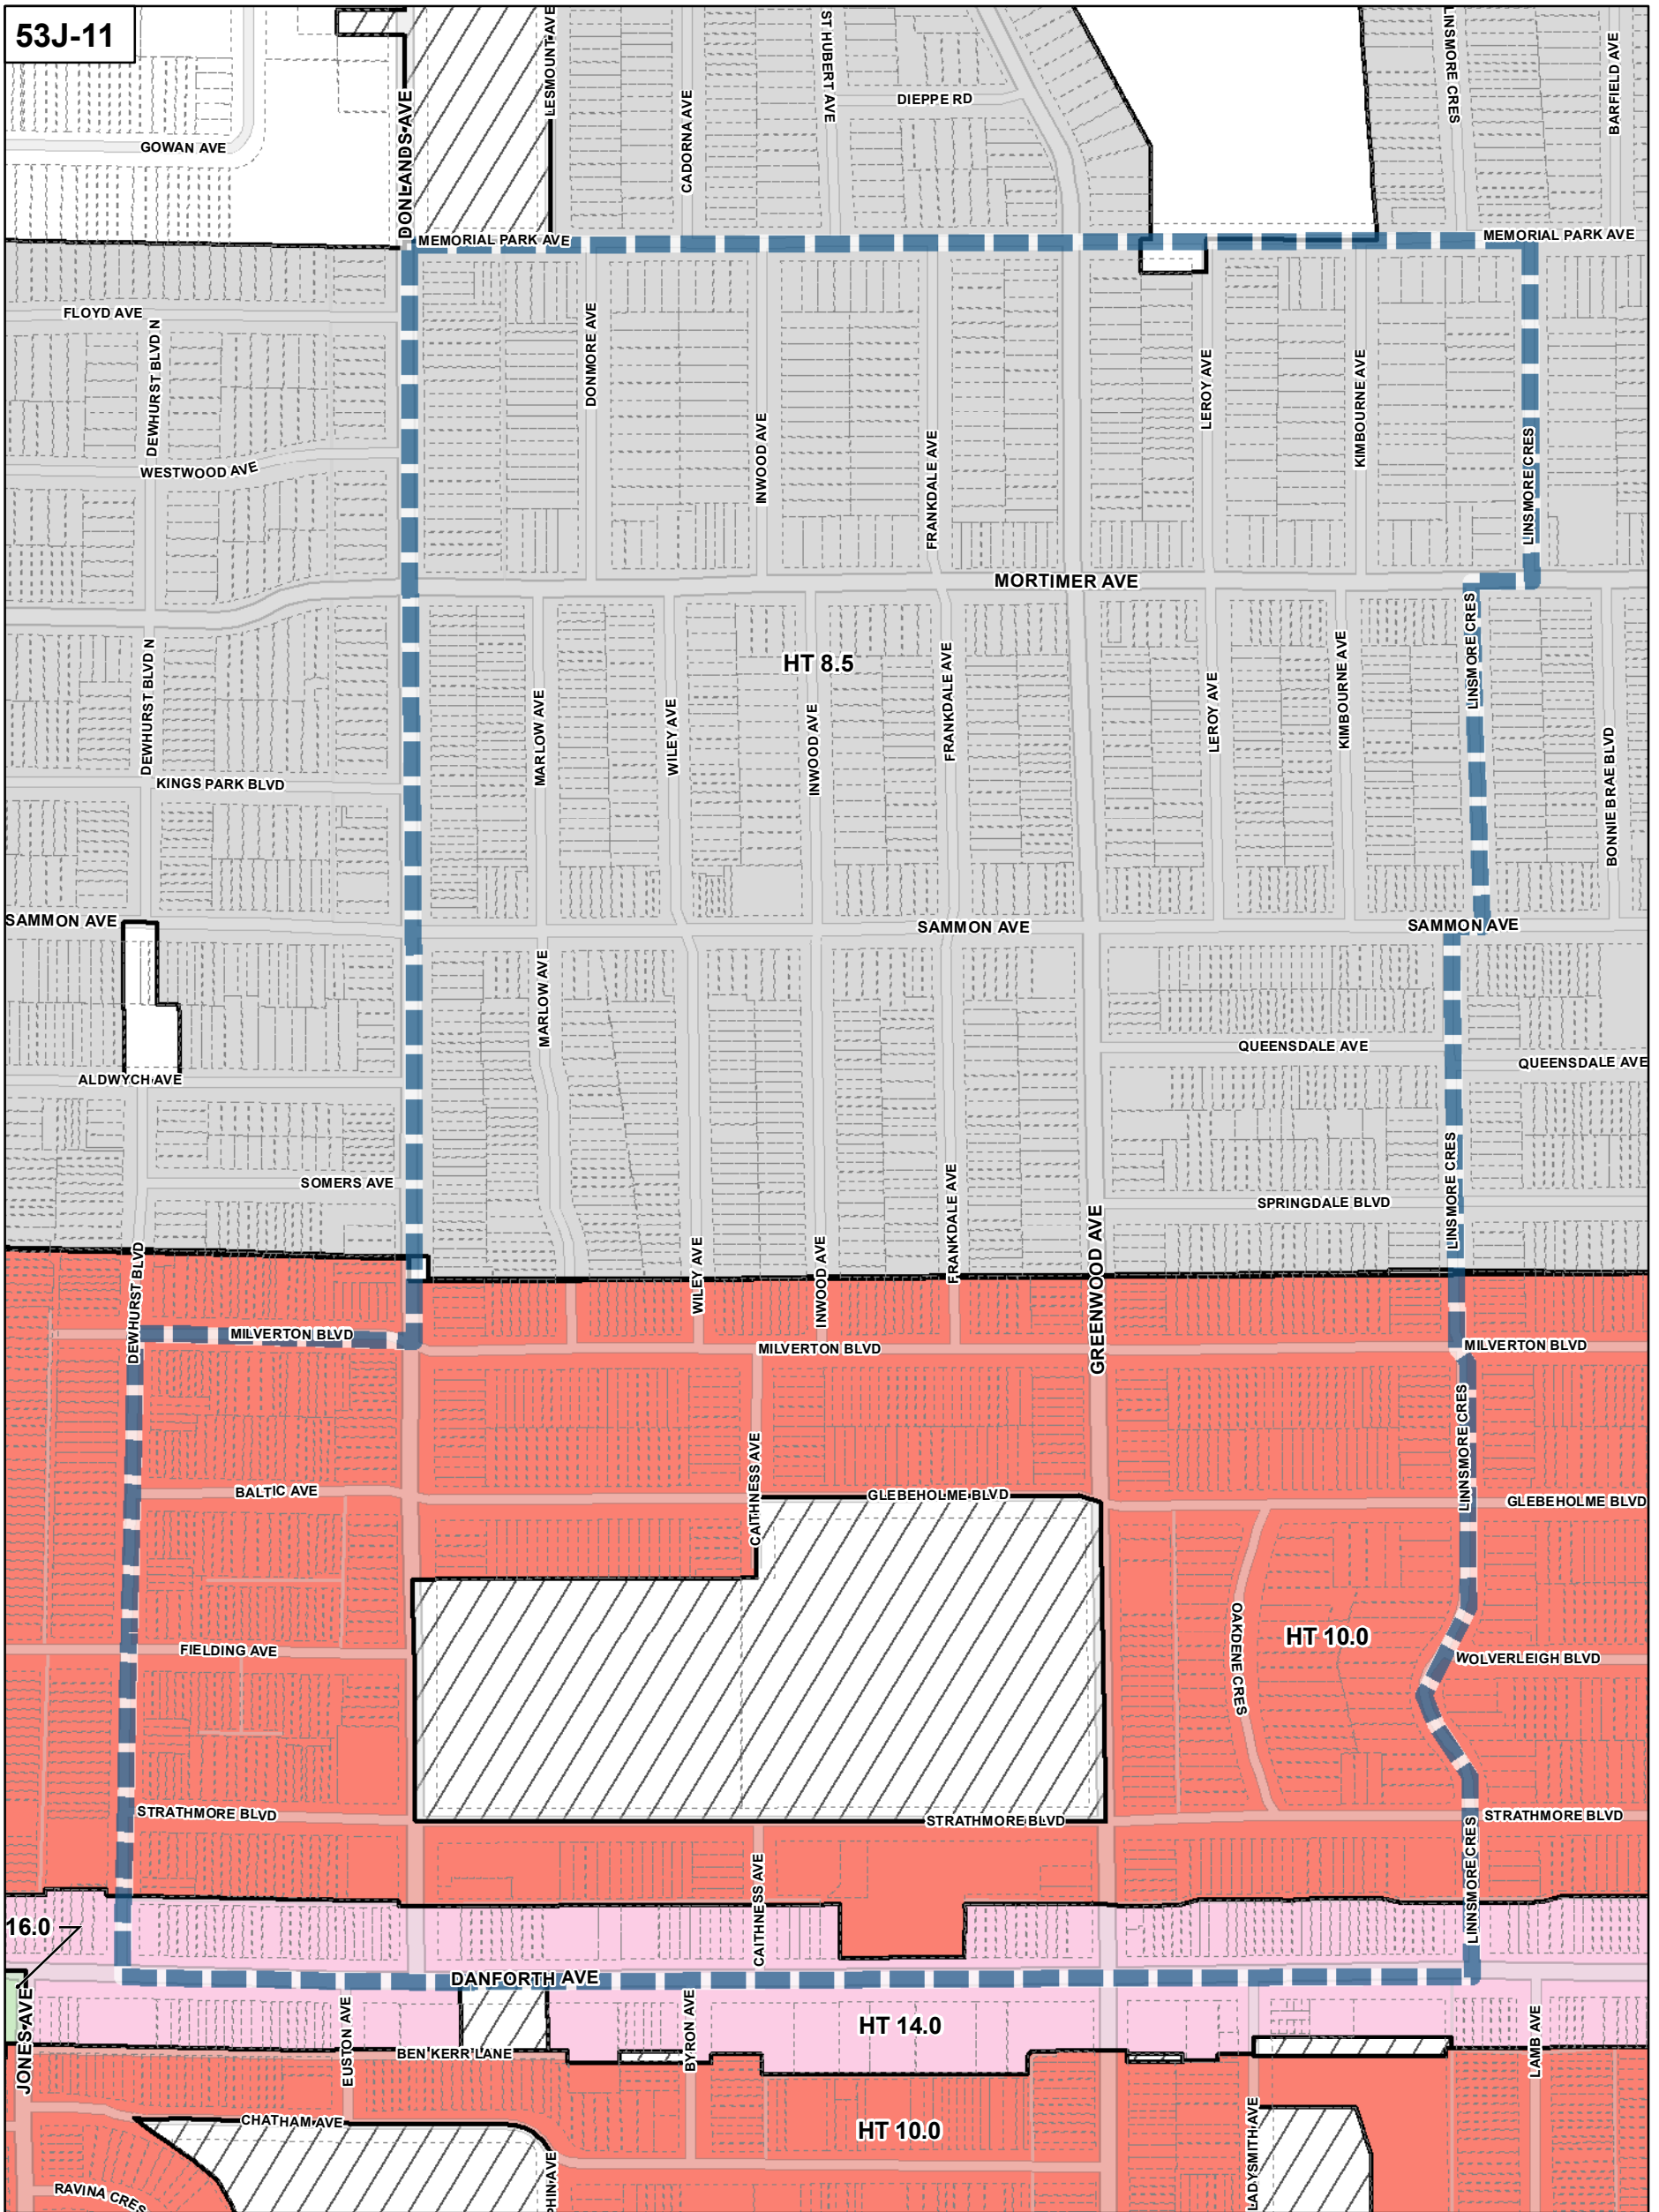 53J-11
LESMOUNT AVE
ST HUBERT AVE
LINSMORE CRES
BARFIELD AVE
DONLANDS AVE
CADORNA AVE
DIEPPE RD
GOWAN AVE
MEMORIAL PARK AVE
MEMORIAL PARK AVE
FLOYD AVE
DEWHURST BLVD N
DONMORE AVE
LEROY AVE
KIMBOURNE AVE
INWOOD AVE
FRANKDALE AVE
LINSMORE CRES
WESTWOOD AVE
MORTIMER AVE
LINSMORE CRES
DEWHURST BLVD N
HT 8.5
MARLOW AVE
WILEY AVE
INWOOD AVE
FRANKDALE AVE
LEROY AVE
KIMBOURNE AVE
BONNIE BRAE BLVD
KINGS PARK BLVD
SAMMON AVE
SAMMON AVE
SAMMON AVE
MARLOW AVE
QUEENSDALE AVE
QUEENSDALE AVE
ALDWYCH AVE
SOMERS AVE
FRANKDALE AVE
LINSMORE CRES
SPRINGDALE BLVD
DEWHURST BLVD
WILEY AVE
INWOOD AVE
GREENWOOD AVE
MILVERTON BLVD
MILVERTON BLVD
MILVERTON BLVD
LINNSMORE CRES
CAITHNESS AVE
BALTIC AVE
GLEBEHOLME BLVD
GLEBEHOLME BLVD
OAKDENE CRES
HT 10.0
FIELDING AVE
WOLVERLEIGH BLVD
STRATHMORE BLVD
STRATHMORE BLVD
STRATHMORE BLVD
CAITHNESS AVE
LINNSMORE CRES
16.0
DANFORTH AVE
JONES AVE
EUSTON AVE
BYRON AVE
HT 14.0
LAMB AVE
BEN KERR LANE
CHATHAM AVE
HT 10.0
LADYSMITH AVE
PHIN AVE
RAVINA CRES